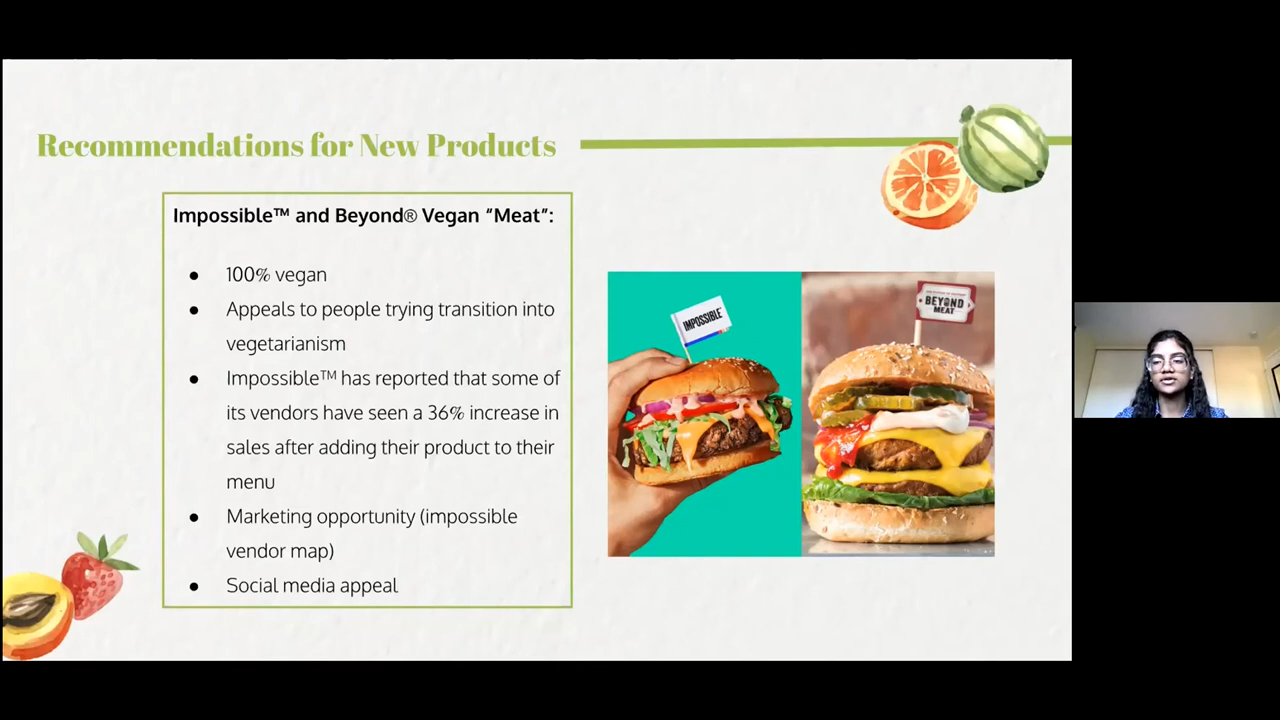 Recommendations for New Products
Impossible™ and Beyond® Vegan “Meat”:
● 100% vegan
● Appeals to people trying transition into
vegetarianism
● Impossible™ has reported that some of
its vendors have seen a 36% increase in
sales after adding their product to their
menu
● Marketing opportunity (impossible
vendor map)
● Social media appeal
IMPOSSIBLE
BEYOND
MEAT